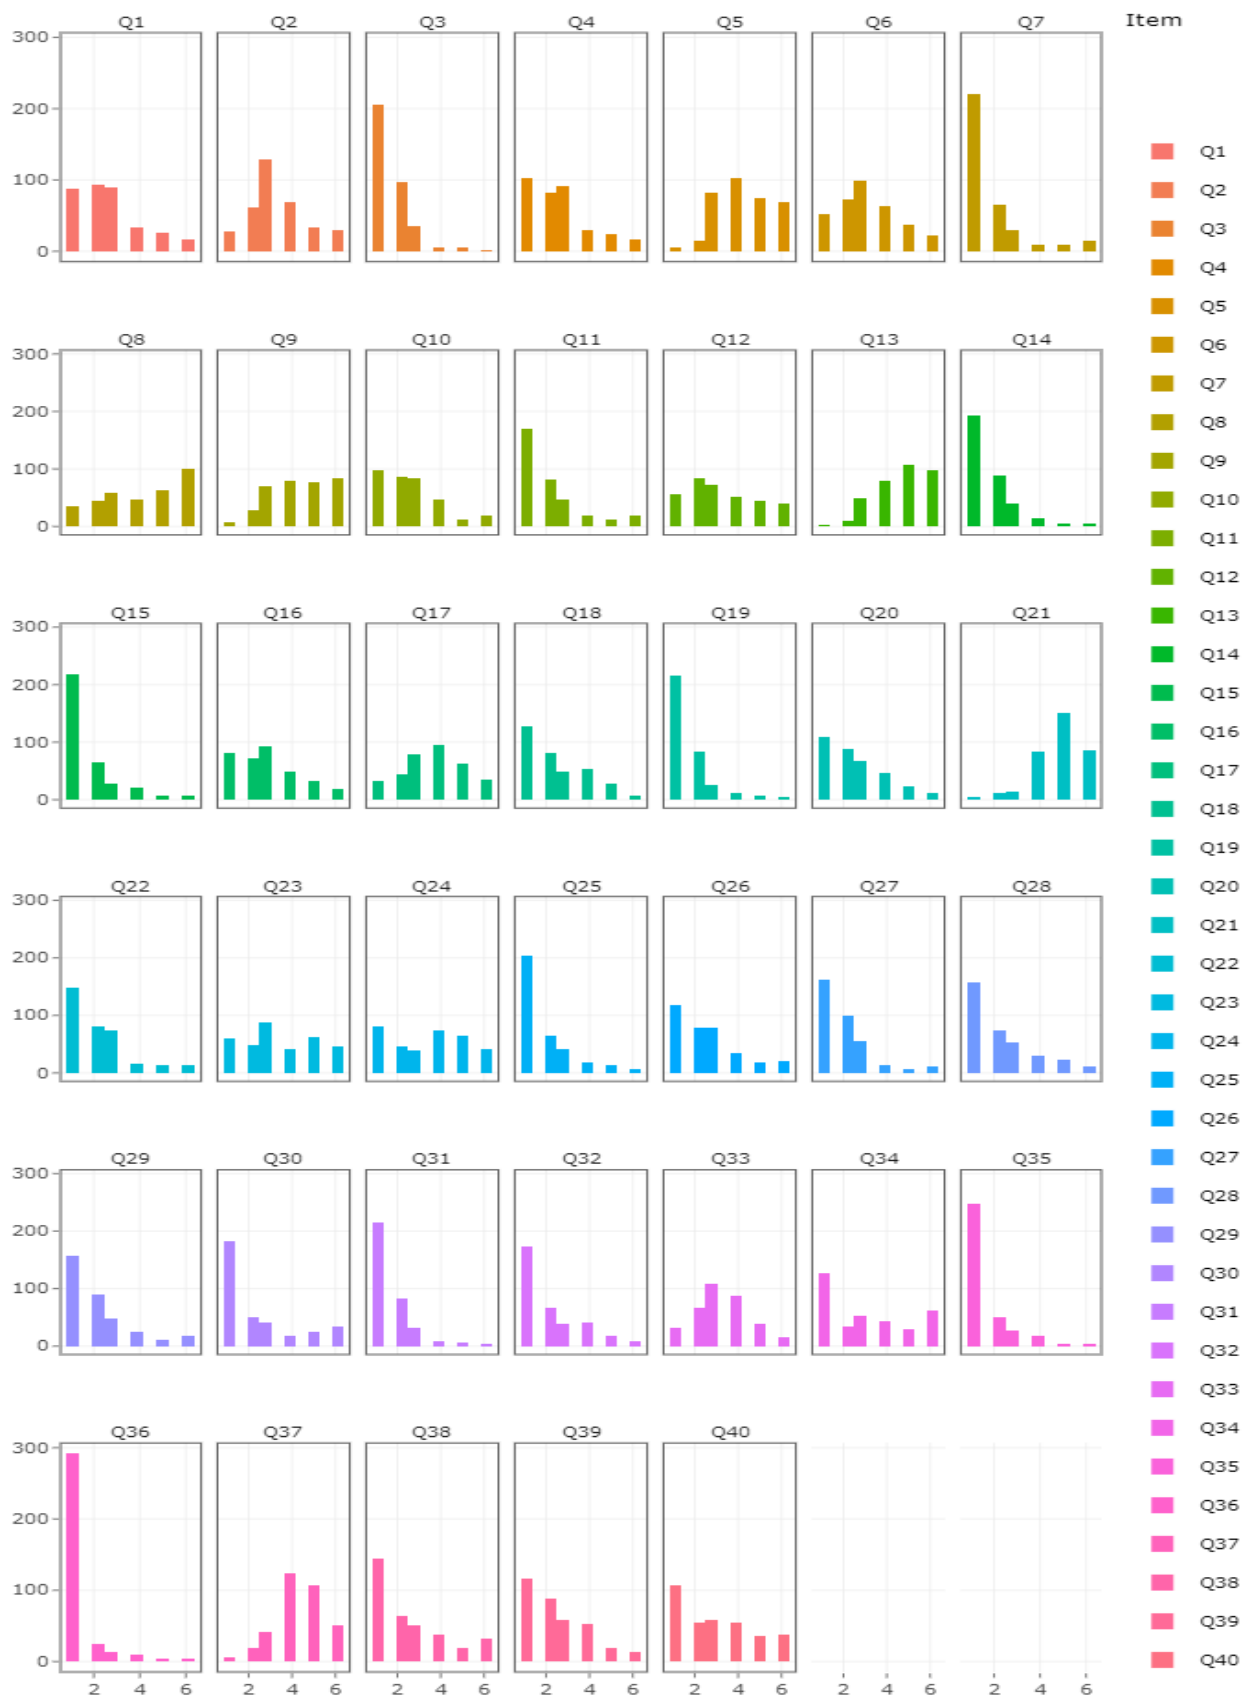 Q1 Q2 Q3 Q4 Q5 Q6 Q7 Item
300
200
100
0
Q8 Q9 Q10 Q11 Q12 Q13 Q14
300
200
100
0
Q15 Q16 Q17 Q18 Q19 Q20 Q21
300
200
100
0
Q22 Q23 Q24 Q25 Q26 Q27 Q28
300
200
100
0
Q29 Q30 Q31 Q32 Q33 Q34 Q35
300
200
100
0
Q36 Q37 Q38 Q39 Q40
300
200
100
0
2 4 6 2 4 6 2 4 6 2 4 6 2 4 6 2 4 6 2 4 6
Q1
Q2
Q3
Q4
Q5
Q6
Q7
Q8
Q9
Q10
Q11
Q12
Q13
Q14
Q15
Q16
Q17
Q18
Q19
Q20
Q21
Q22
Q23
Q24
Q25
Q26
Q27
Q28
Q29
Q30
Q31
Q32
Q33
Q34
Q35
Q36
Q37
Q38
Q39
Q40